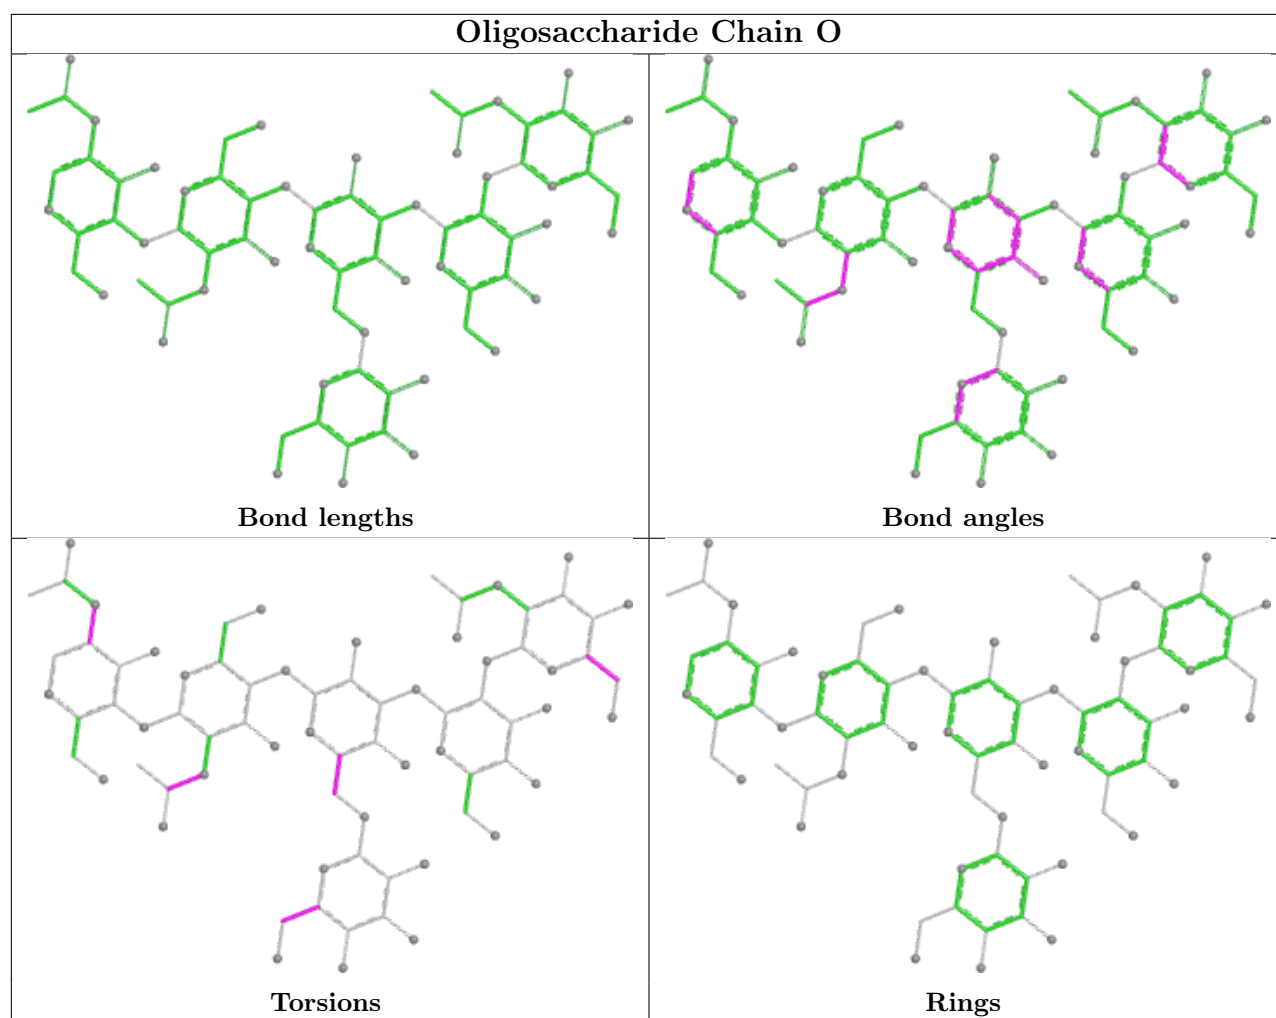 Oligosaccharide Chain O
Bond lengths
Bond angles
Torsions
Rings